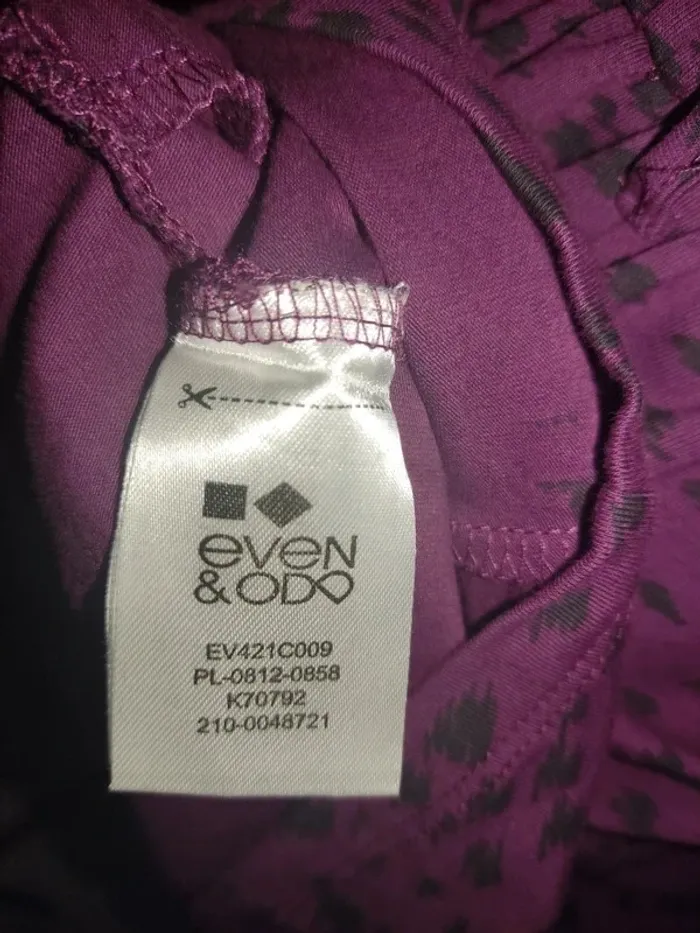 even
&odd
EV421C009
PL-0812-0858
K70792
210-0048721